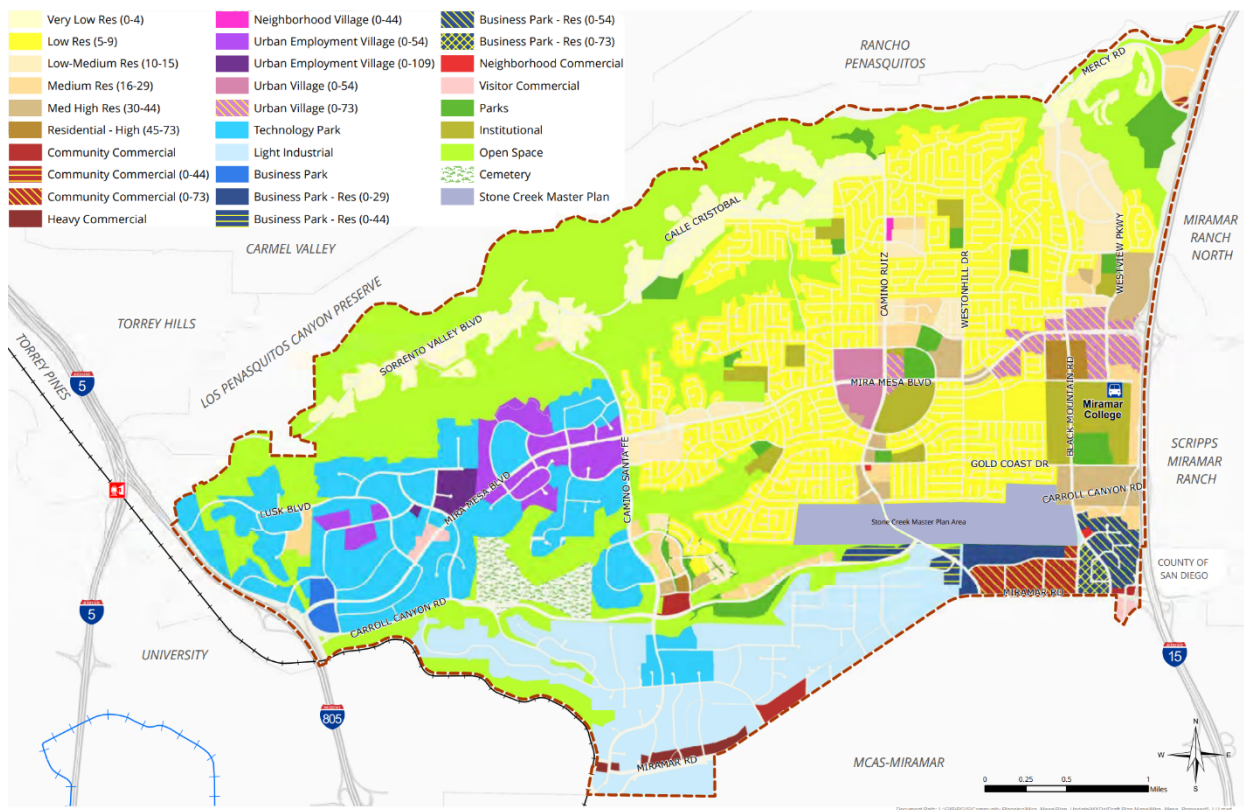 Very Low Res (0-4)
Low Res (5-9)
Low-Medium Res (10-15)
Medium Res (16-29)
Med High Res (30-44)
Residential - High (45-73)
Community Commercial
Community Commercial (0-44)
Community Commercial (0-73)
Heavy Commercial
Neighborhood Village (0-44)
Urban Employment Village (0-54)
Urban Employment Village (0-109)
Urban Village (0-54)
Urban Village (0-73)
Technology Park
Light Industrial
Business Park
Business Park - Res (0-29)
Business Park - Res (0-44)
Business Park - Res (0-54)
Business Park - Res (0-73)
Neighborhood Commercial
Visitor Commercial
Parks
Institutional
Open Space
Cemetery
Stone Creek Master Plan
RANCHO
PENASQUITOS
MERCY RD
CARMEL VALLEY
CALLE CRISTOBAL
MIRAMAR
RANCH
NORTH
WESTVIEW PKWY
CAMINO RUIZ
WESTONHILL DR
TORREY HILLS
LOS PENASQUITOS CANYON PRESERVE
SORRENTO VALLEY BLVD
TORREY PINES
5
MIRA MESA BLVD
BLACK MOUNTAIN RD
Miramar
College
SCRIPPS
MIRAMAR
RANCH
GOLD COAST DR
CAMINO SANTA FE
MIRA MESA BLVD
LUSK BLVD
CARROLL CANYON RD
Stone Creek Master Plan Area
COUNTY OF
SAN DIEGO
MIRAMAR RD
CARROLL CANYON RD
5
UNIVERSITY
15
805
MIRAMAR RD
MCAS-MIRAMAR
N
W
E
S
0
0.25
0.5
1
Miles